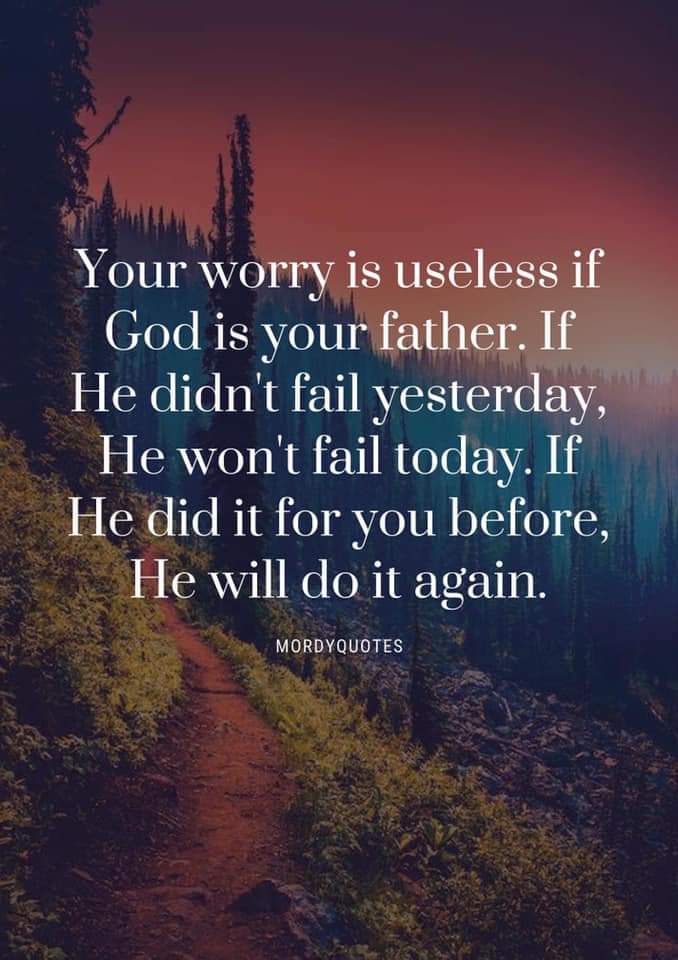 Your worry is useless if
God is your father. If
He didn't fail yesterday,
He won't fail today. If
He did it for you before,
He will do it again.
MORDYQUOTES